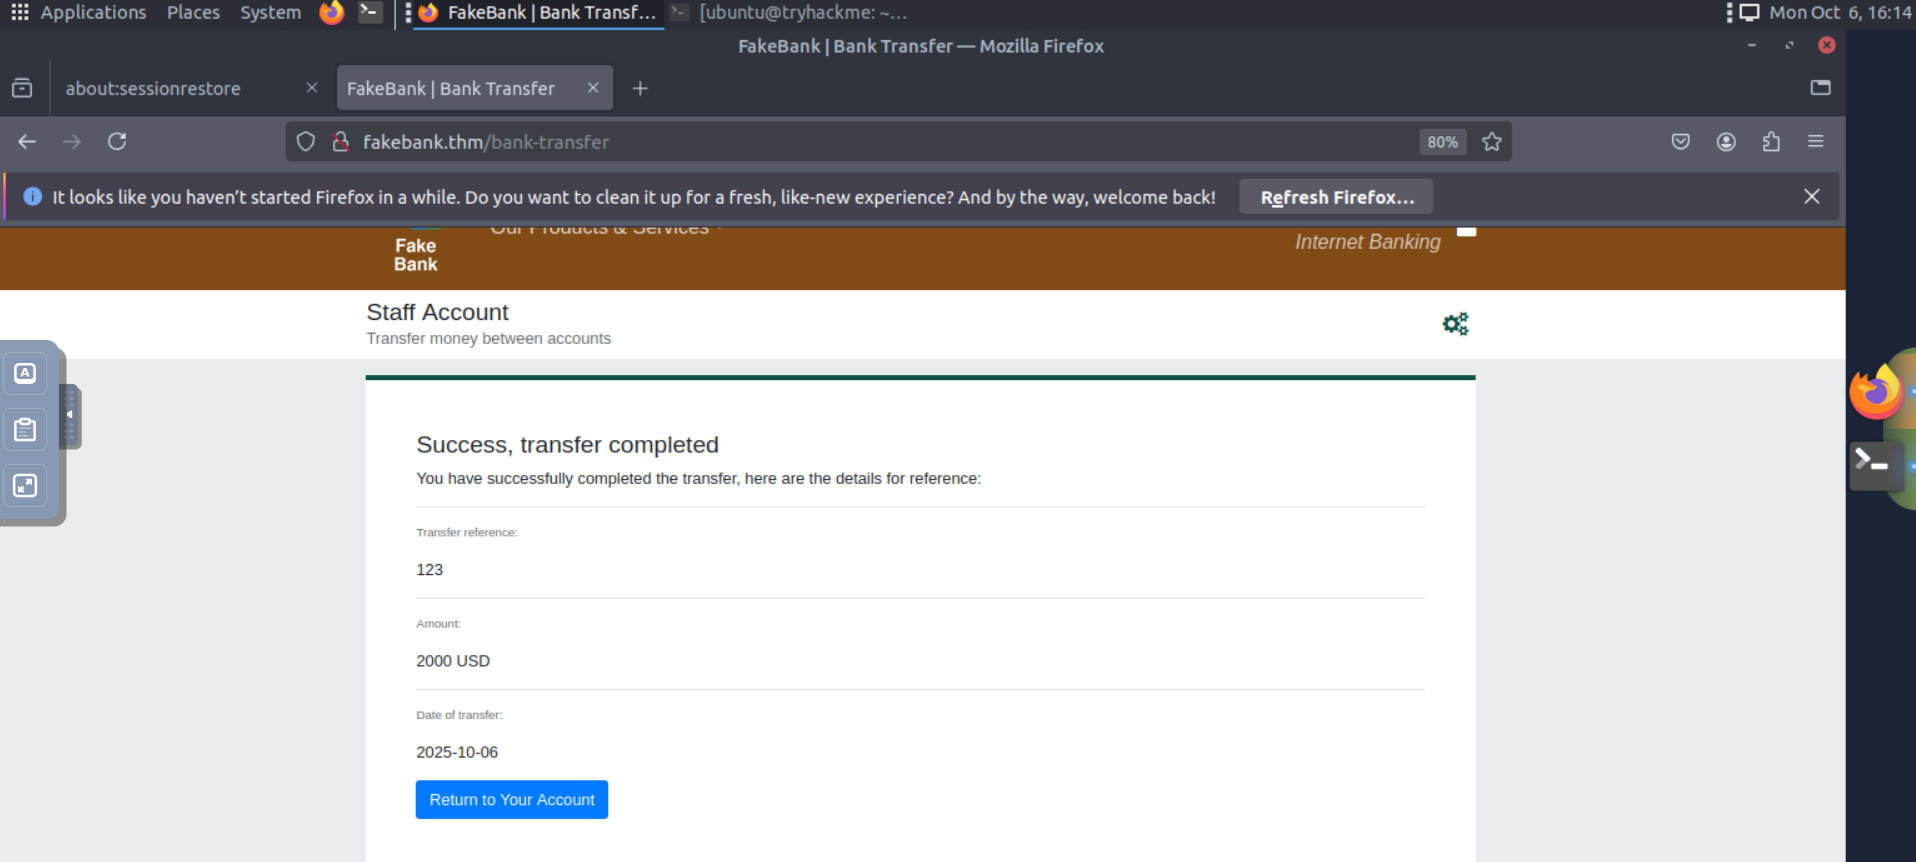 Applications Places System FakeBank | Bank Transf... [ubuntu@tryhackme: ~... Mon Oct 6, 16:14
FakeBank | Bank Transfer — Mozilla Firefox
about:sessionrestore FakeBank | Bank Transfer
fakebank.thm/bank-transfer 80%
It looks like you haven't started Firefox in a while. Do you want to clean it up for a fresh, like-new experience? And by the way, welcome back! Refresh Firefox...
Our Products & Services
Internet Banking
Fake
Bank
Staff Account
Transfer money between accounts
Success, transfer completed
You have successfully completed the transfer, here are the details for reference:
Transfer reference:
123
Amount:
2000 USD
Date of transfer:
2025-10-06
Return to Your Account